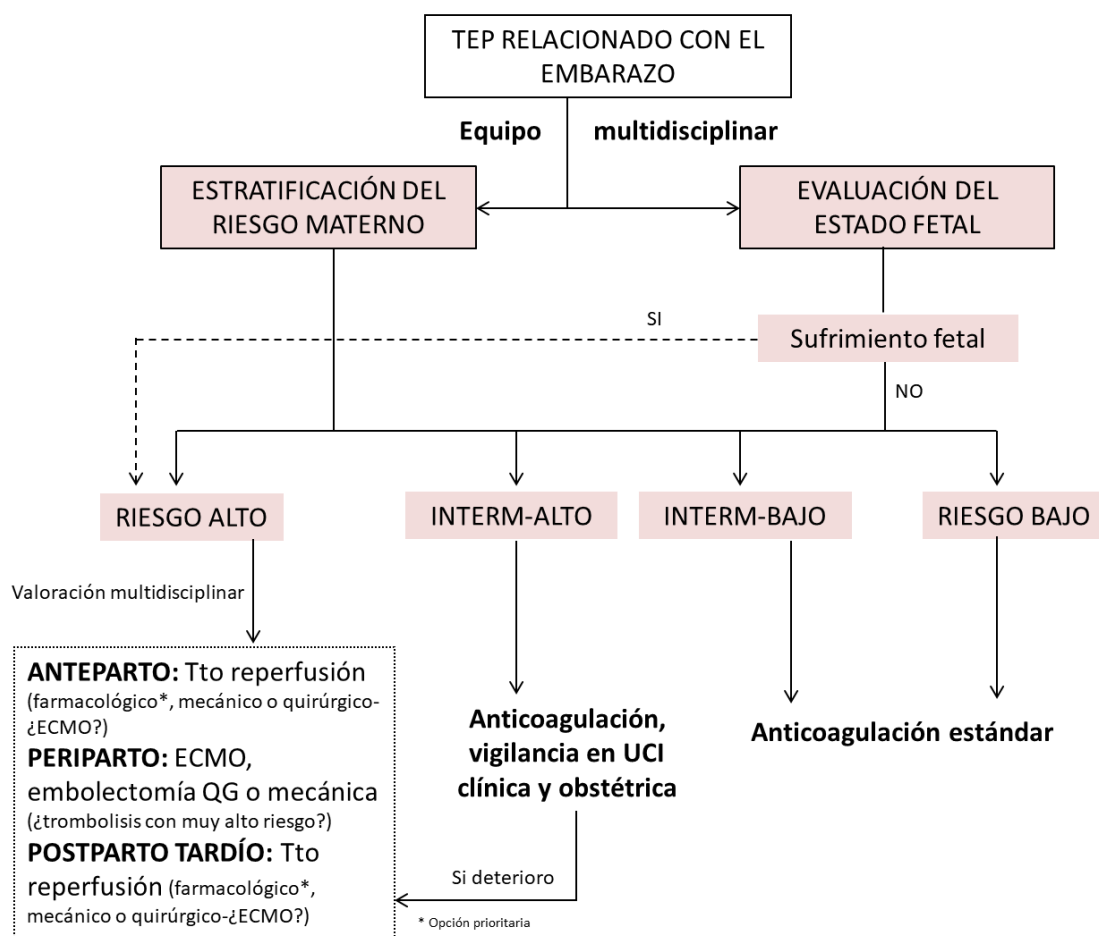 TEP RELACIONADO CON EL
EMBARAZO
Equipo multidisciplinar
ESTRATIFICACIÓN DEL
RIESGO MATERNO
EVALUACIÓN DEL
ESTADO FETAL
SI
Sufrimiento fetal
NO
RIESGO ALTO
INTERM-ALTO
INTERM-BAJO
RIESGO BAJO
Valoración multidisciplinar
ANTEPARTO: Tto reperfusión
(farmacológico*, mecánico o quirúrgico-
¿ECMO?)
PERIPARTO: ECMO,
embolectomía QG o mecánica
(¿trombolisis con muy alto riesgo?)
POSTPARTO TARDÍO: Tto
reperfusión (farmacológico*,
mecánico o quirúrgico-¿ECMO?)
Anticoagulación,
vigilancia en UCI
clínica y obstétrica
Anticoagulación estándar
Si deterioro
* Opción prioritaria